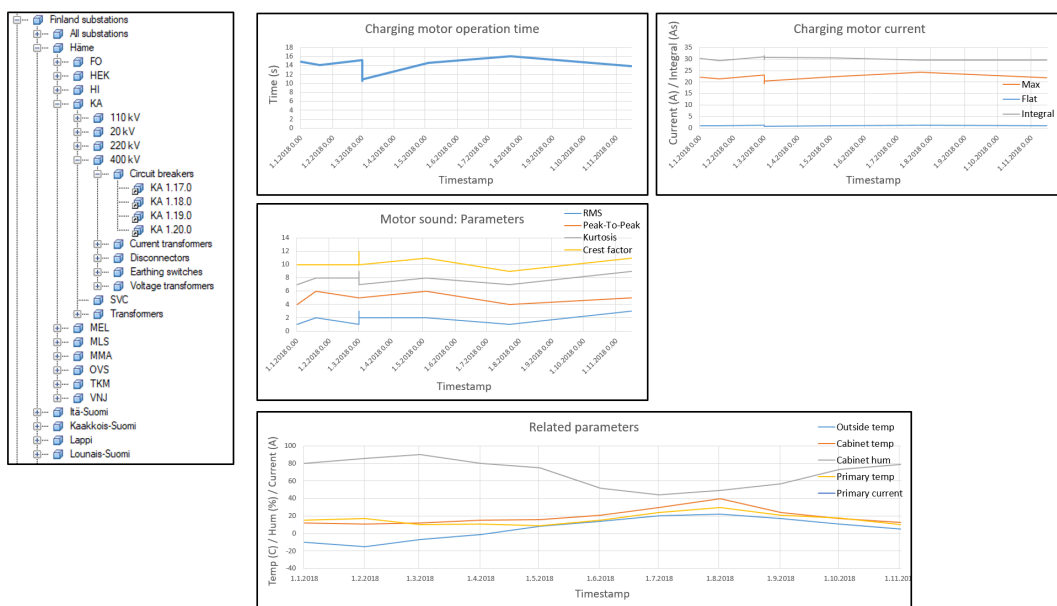 Finland substations
All substations
Häme
FO
HEK
HI
KA
110 kV
20 kV
220 kV
400 kV
Circuit breakers
KA 1.17.0
KA 1.18.0
KA 1.19.0
KA 1.20.0
Current transformers
Disconnectors
Earthing switches
Voltage transformers
SVC
Transformers
MEL
MLS
MMA
OVS
TKM
VNJ
Itä-Suomi
Kaakkois-Suomi
Lappi
Lounais-Suomi
Charging motor operation time
Time (s)
18
16
14
12
10
8
6
4
2
0
1.1.2018 0.00
1.2.2018 0.00
1.3.2018 0.00
1.4.2018 0.00
1.5.2018 0.00
1.6.2018 0.00
1.7.2018 0.00
1.8.2018 0.00
1.9.2018 0.00
1.10.2018 0.00
1.11.2018 0.00
Timestamp
Charging motor current
Current (A) / Integral (As)
35
30
25
20
15
10
5
0
Max
Flat
Integral
1.1.2018 0.00
1.2.2018 0.00
1.3.2018 0.00
1.4.2018 0.00
1.5.2018 0.00
1.6.2018 0.00
1.7.2018 0.00
1.8.2018 0.00
1.9.2018 0.00
1.10.2018 0.00
1.11.2018 0.00
Timestamp
Motor sound: Parameters
RMS
Peak-To-Peak
Kurtosis
Crest factor
14
12
10
8
6
4
2
0
1.1.2018 0.00
1.2.2018 0.00
1.3.2018 0.00
1.4.2018 0.00
1.5.2018 0.00
1.6.2018 0.00
1.7.2018 0.00
1.8.2018 0.00
1.9.2018 0.00
1.10.2018 0.00
1.11.2018 0.00
Timestamp
Related parameters
Temp (C) / Hum (%) / Current (A)
Outside temp
Cabinet temp
Cabinet hum
Primary temp
Primary current
100
80
60
40
20
0
-20
-40
1.1.2018
1.2.2018
1.3.2018
1.4.2018
1.5.2018
1.6.2018
1.7.2018
1.8.2018
1.9.2018
1.10.2018
1.11.201
Timestamp